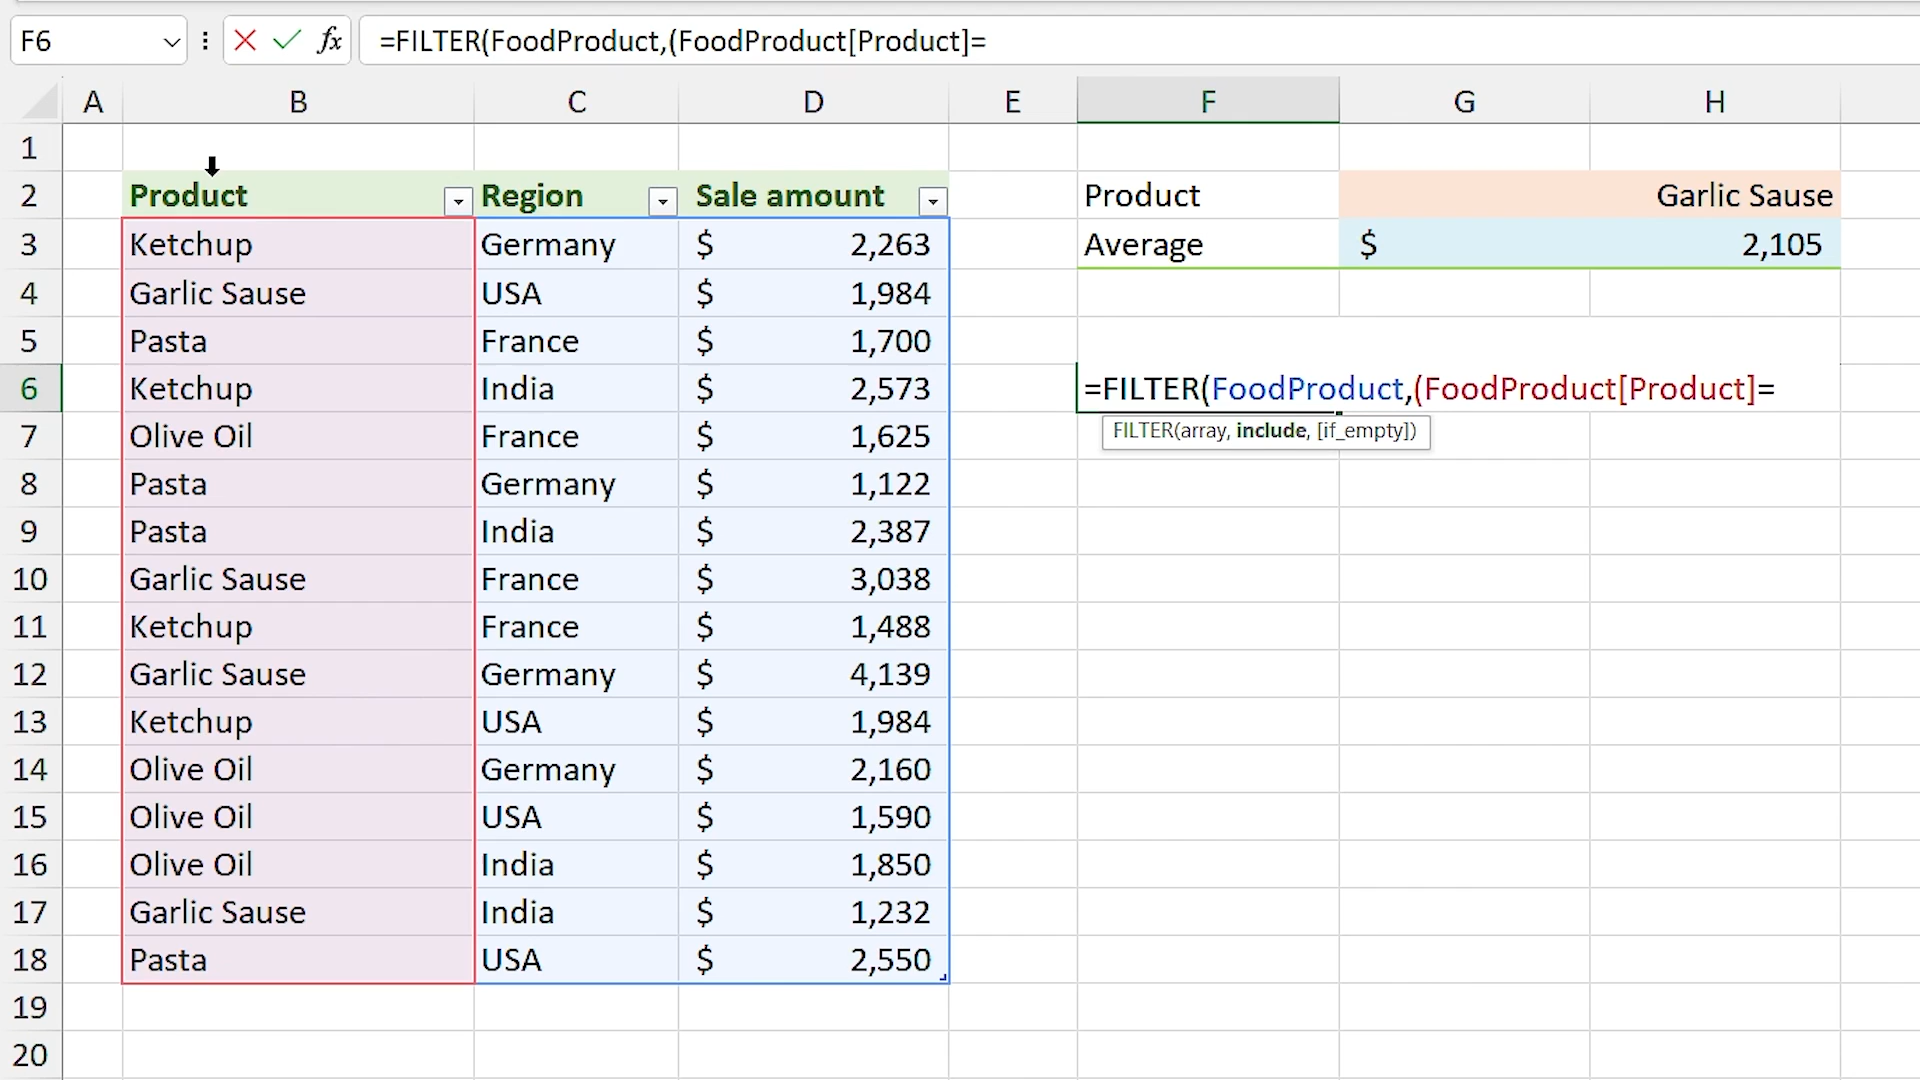 F6 fx =FILTER(FoodProduct,(FoodProduct[Product]=
A B C D E F G H
1
2 Product Region Sale amount Product Garlic Sause
3 Ketchup Germany $ 2,263 Average $ 2,105
4 Garlic Sause USA $ 1,984
5 Pasta France $ 1,700
6 Ketchup India $ 2,573 =FILTER(FoodProduct,(FoodProduct[Product]=
FILTER(array, include, [if_empty])
7 Olive Oil France $ 1,625
8 Pasta Germany $ 1,122
9 Pasta India $ 2,387
10 Garlic Sause France $ 3,038
11 Ketchup France $ 1,488
12 Garlic Sause Germany $ 4,139
13 Ketchup USA $ 1,984
14 Olive Oil Germany $ 2,160
15 Olive Oil USA $ 1,590
16 Olive Oil India $ 1,850
17 Garlic Sause India $ 1,232
18 Pasta USA $ 2,550
19
20